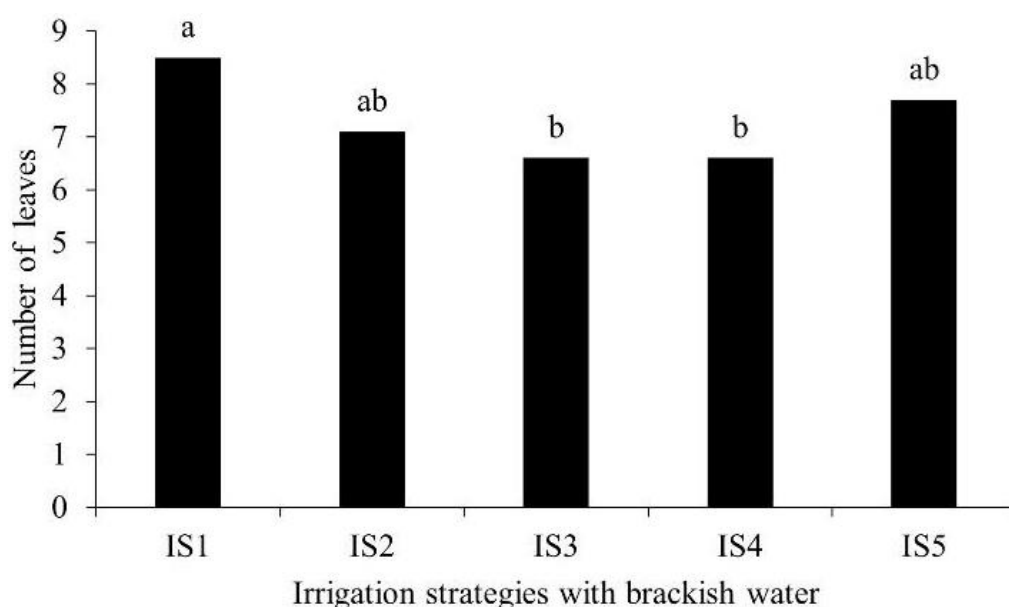 Number of leaves
9
8
7
6
5
4
3
2
1
0
a
ab
b
b
ab
IS1 IS2 IS3 IS4 IS5
Irrigation strategies with brackish water